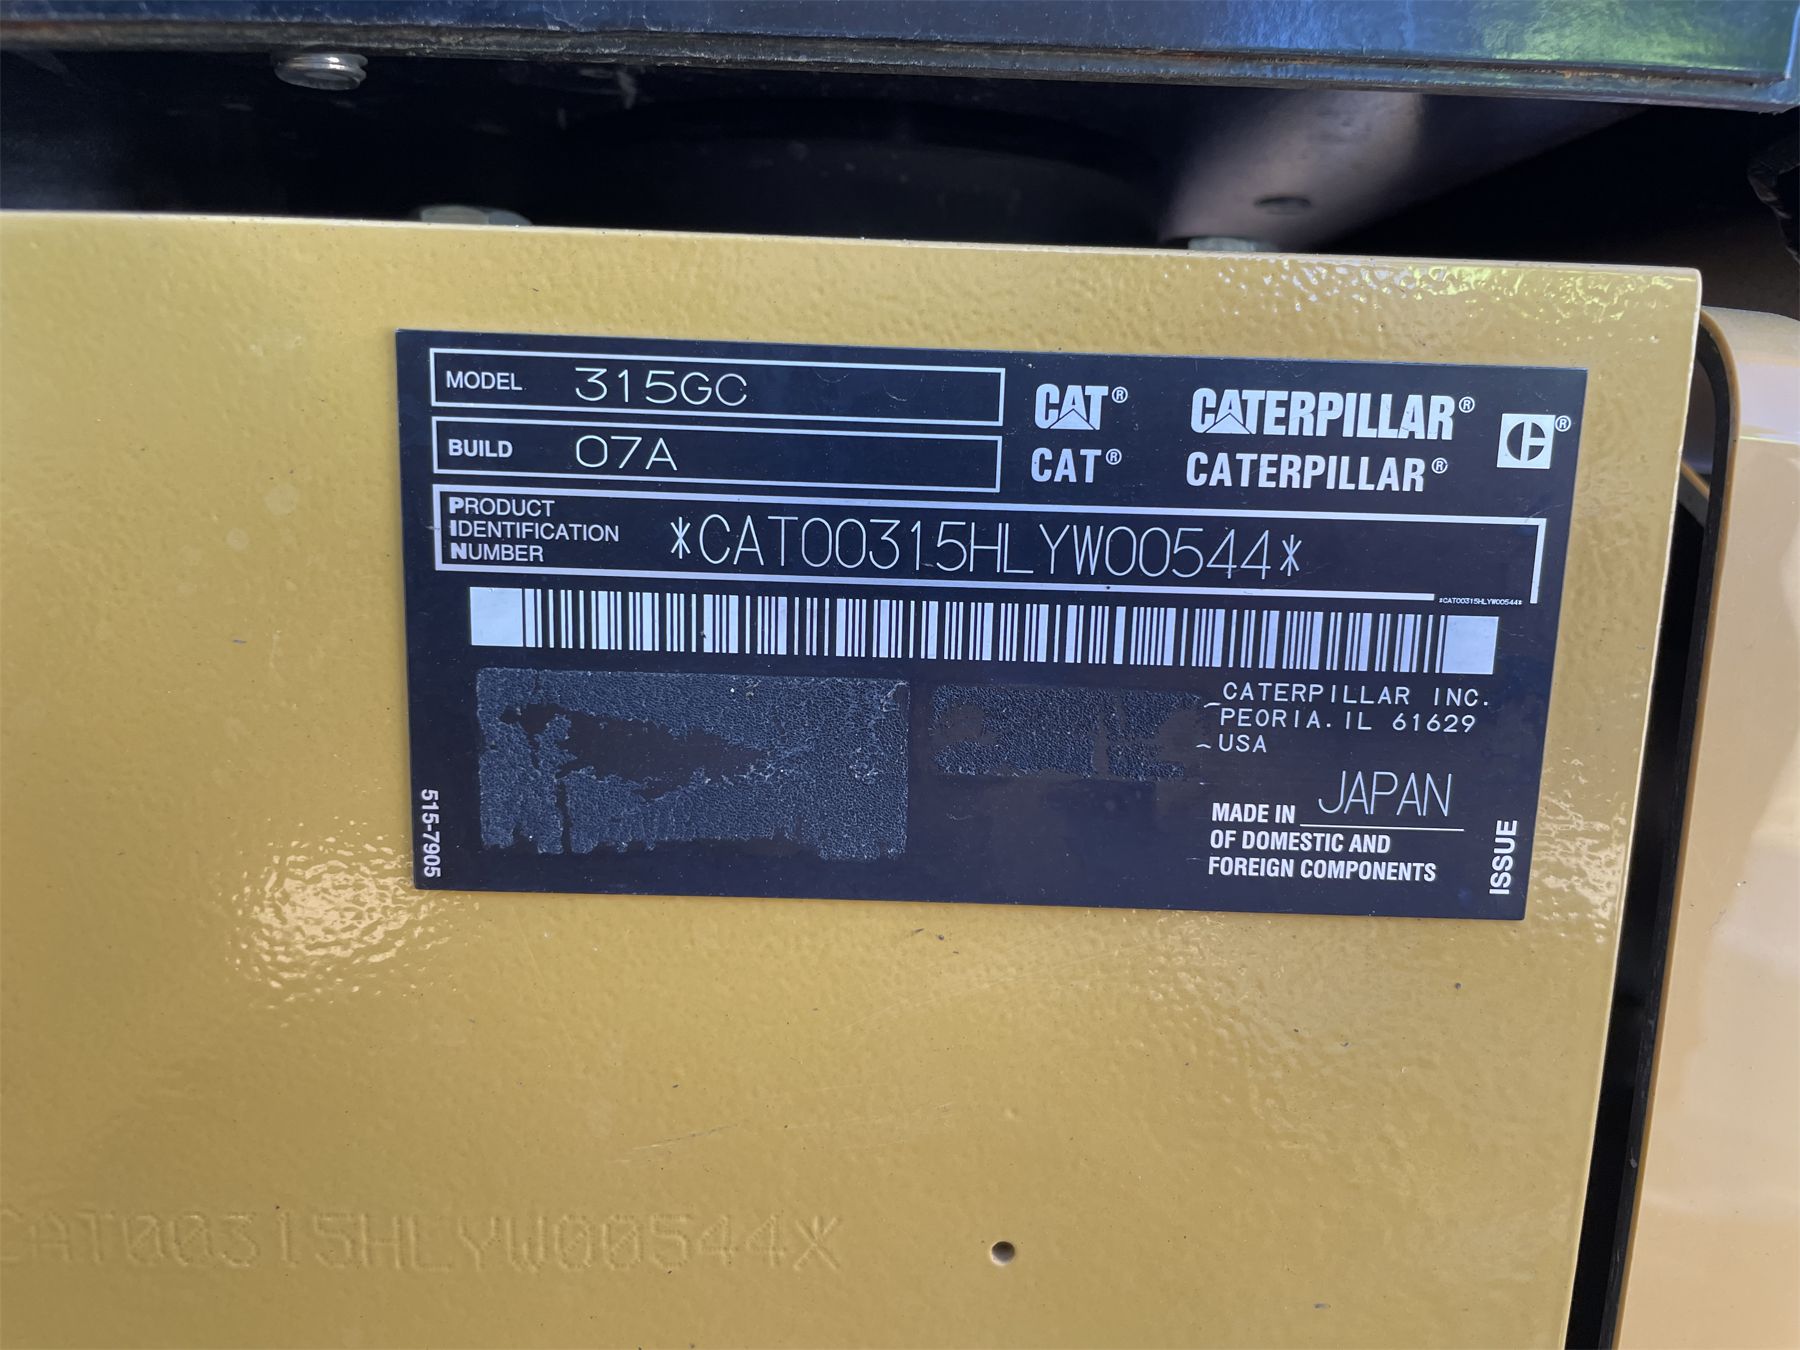 MODEL 315GC
BUILD 07A
CAT® CATERPILLAR®
CAT® CATERPILLAR®
PRODUCT
IDENTIFICATION
NUMBER
*CAT00315HLYW00544*
*CAT00315HLYW00544*
CATERPILLAR INC.
PEORIA. IL 61629
USA
MADE IN JAPAN
OF DOMESTIC AND
FOREIGN COMPONENTS
515-7905
ISSUE
CAT00315HLYW00544*